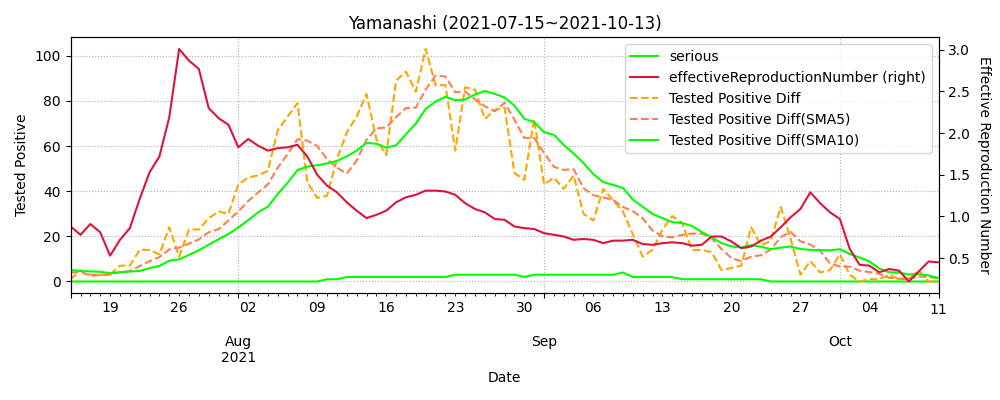 Yamanashi (2021-07-15~2021-10-13)
serious
effectiveReproductionNumber (right)
Tested Positive Diff
Tested Positive Diff(SMA5)
Tested Positive Diff(SMA10)
Tested Positive
100
80
60
40
20
0
3.0
2.5
2.0
1.5
1.0
0.5
Effective Reproduction Number
19 26 02 09 16 23 30 06 13 20 27 04 11
Aug Sep Oct
2021
Date